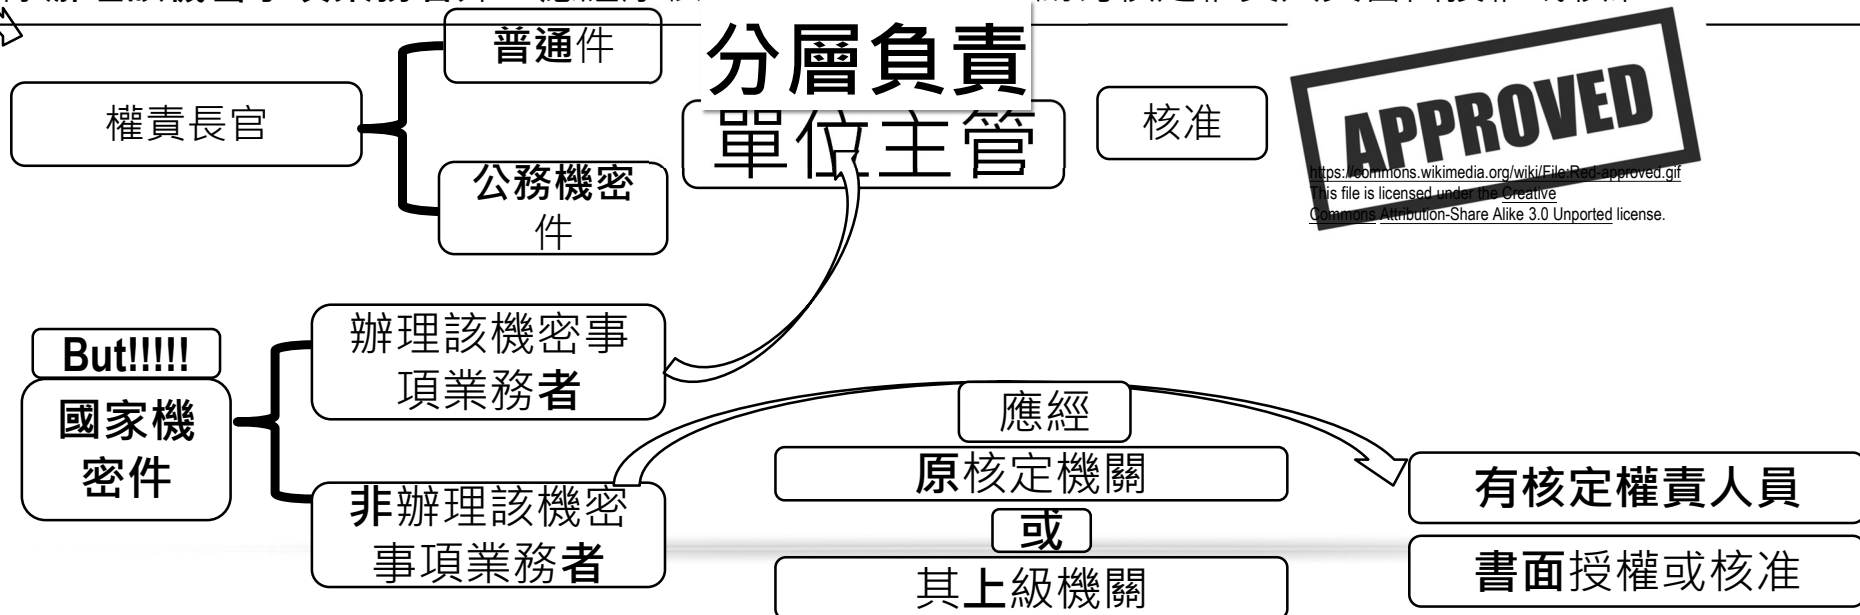 權責長官
普通件
公務機密
件
分層負責
單位主管
核准
APPROVED
https://commons.wikimedia.org/wiki/File:Red-approved.gif
This file is licensed under the Creative
Commons Attribution-Share Alike 3.0 Unported license.
But!!!!!
國家機
密件
辦理該機密事
項業務者
非辦理該機密
事項業務者
應經
原核定機關
或
其上級機關
有核定權責人員
書面授權或核准